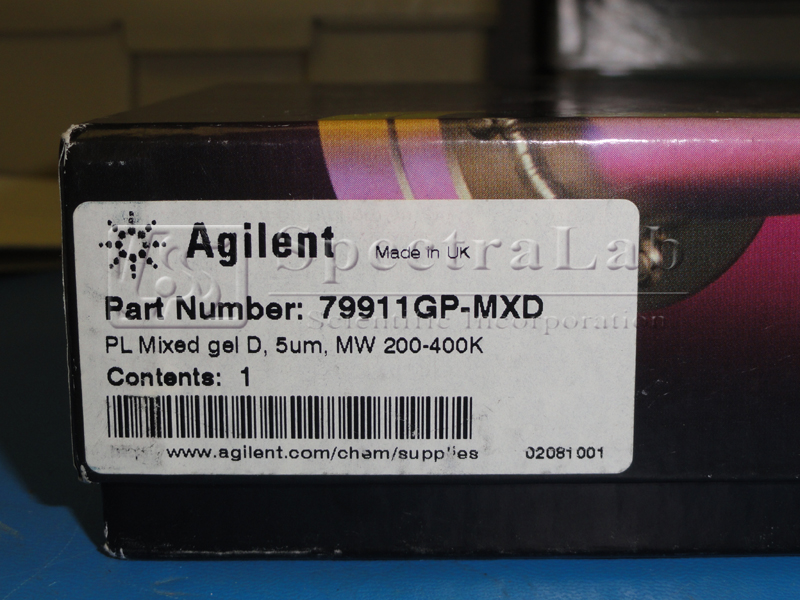 Agilent Made in UK
SpectraLab
Scientific Incorporation
Part Number: 79911GP-MXD
PL Mixed gel D, 5um, MW 200-400K
Contents: 1
www.agilent.com/chem/supplies 02081001